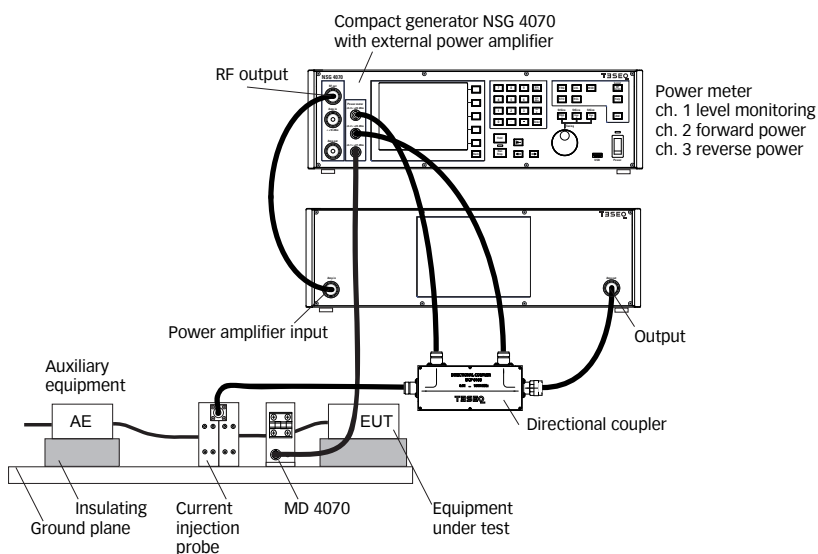 Compact generator NSG 4070
with external power amplifier
RF output
NSG 4070
TESEQ
Power meter
ch. 1 level monitoring
ch. 2 forward power
ch. 3 reverse power
TESEQ
Power amplifier input
Output
Auxiliary
equipment
DIRECTIONAL COUPLER
TESEQ
Directional coupler
AE
EUT
Insulating
Ground plane
Current
injection
probe
MD 4070
Equipment
under test